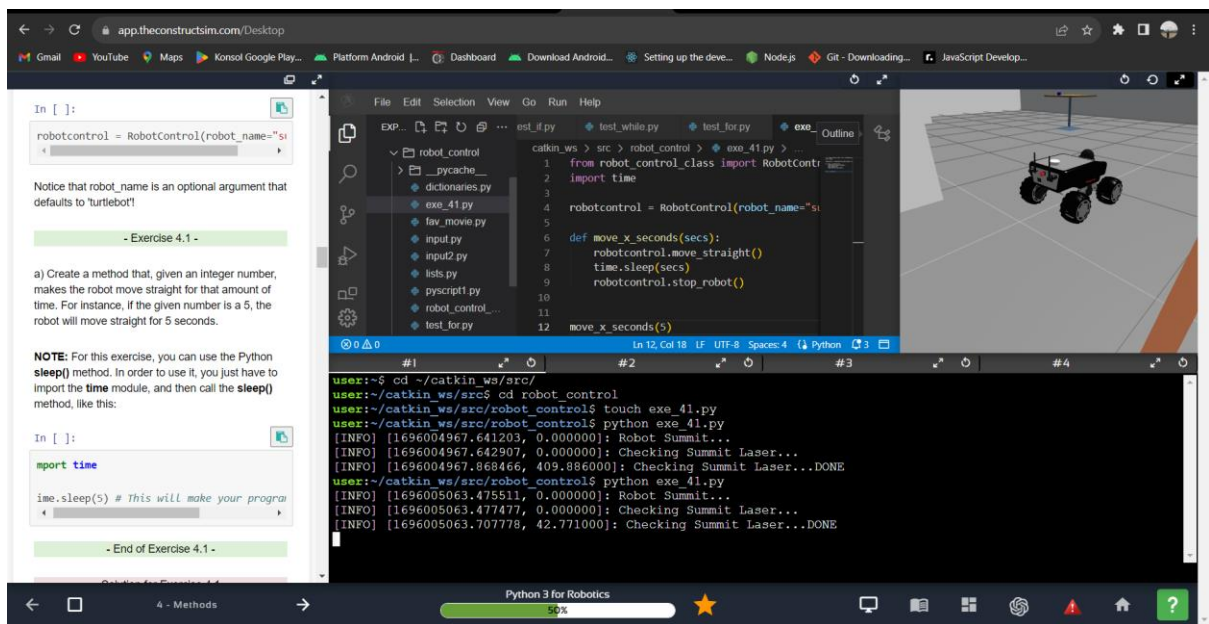 app.theconstructsim.com/Desktop
Gmail YouTube Maps Konsol Google Play... Platform Android |... Dashboard Download Android... Setting up the deve... Node.js Git - Downloading... JavaScript Develop...
In [ ]:
robotcontrol = RobotControl(robot_name="su
Notice that robot_name is an optional argument that
defaults to 'turtlebot'!
- Exercise 4.1 -
a) Create a method that, given an integer number,
makes the robot move straight for that amount of
time. For instance, if the given number is a 5, the
robot will move straight for 5 seconds.
NOTE: For this exercise, you can use the Python
sleep() method. In order to use it, you just have to
import the time module, and then call the sleep()
method, like this:
In [ ]:
mport time
ime.sleep(5) # This will make your program
- End of Exercise 4.1 -
Solution for Exercise 4.1
File Edit Selection View Go Run Help
EXP...
robot_control
__pycache__
dictionaries.py
exe_41.py
fav_movie.py
input.py
input2.py
lists.py
pyscript1.py
robot_control_...
test_for.py
est_if.py test_while.py test_for.py exe_ Outline
catkin_ws > src > robot_control > exe_41.py > ...
1 from robot_control_class import RobotContr
2 import time
3
4 robotcontrol = RobotControl(robot_name="su
5
6 def move_x_seconds(secs):
7 robotcontrol.move_straight()
8 time.sleep(secs)
9 robotcontrol.stop_robot()
10
11
12 move_x_seconds(5)
0 0 Ln 12, Col 18 LF UTF-8 Spaces: 4 Python 3
#1 #2 #3 #4
user:~$ cd ~/catkin_ws/src/
user:~/catkin_ws/src$ cd robot_control
user:~/catkin_ws/src/robot_control$ touch exe_41.py
user:~/catkin_ws/src/robot_control$ python exe_41.py
[INFO] [1696004967.641203, 0.000000]: Robot Summit...
[INFO] [1696004967.642907, 0.000000]: Checking Summit Laser...
[INFO] [1696004967.868466, 409.886000]: Checking Summit Laser...DONE
user:~/catkin_ws/src/robot_control$ python exe_41.py
[INFO] [1696005063.475511, 0.000000]: Robot Summit...
[INFO] [1696005063.477477, 0.000000]: Checking Summit Laser...
[INFO] [1696005063.707778, 42.771000]: Checking Summit Laser...DONE
4 - Methods
Python 3 for Robotics
50%
?